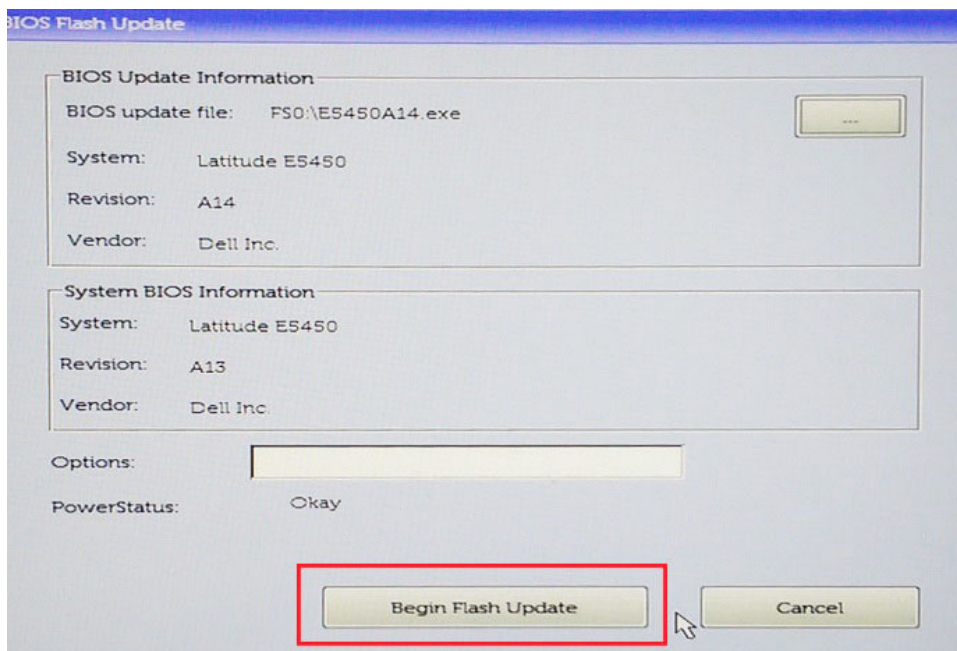 BIOS Flash Update
BIOS Update Information
BIOS update file: FS0:\E5450A14.exe
...
System: Latitude E5450
Revision: A14
Vendor: Dell Inc.
System BIOS Information
System: Latitude E5450
Revision: A13
Vendor: Dell Inc.
Options:
PowerStatus: Okay
Begin Flash Update
Cancel